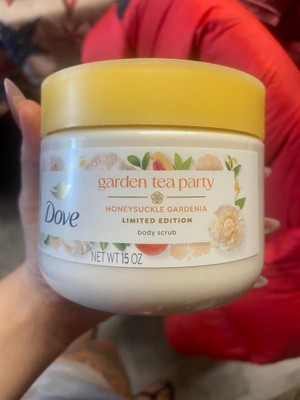 garden tea party
HONEYSUCKLE GARDENIA
LIMITED EDITION
body scrub
Dove
NET WT 15 OZ